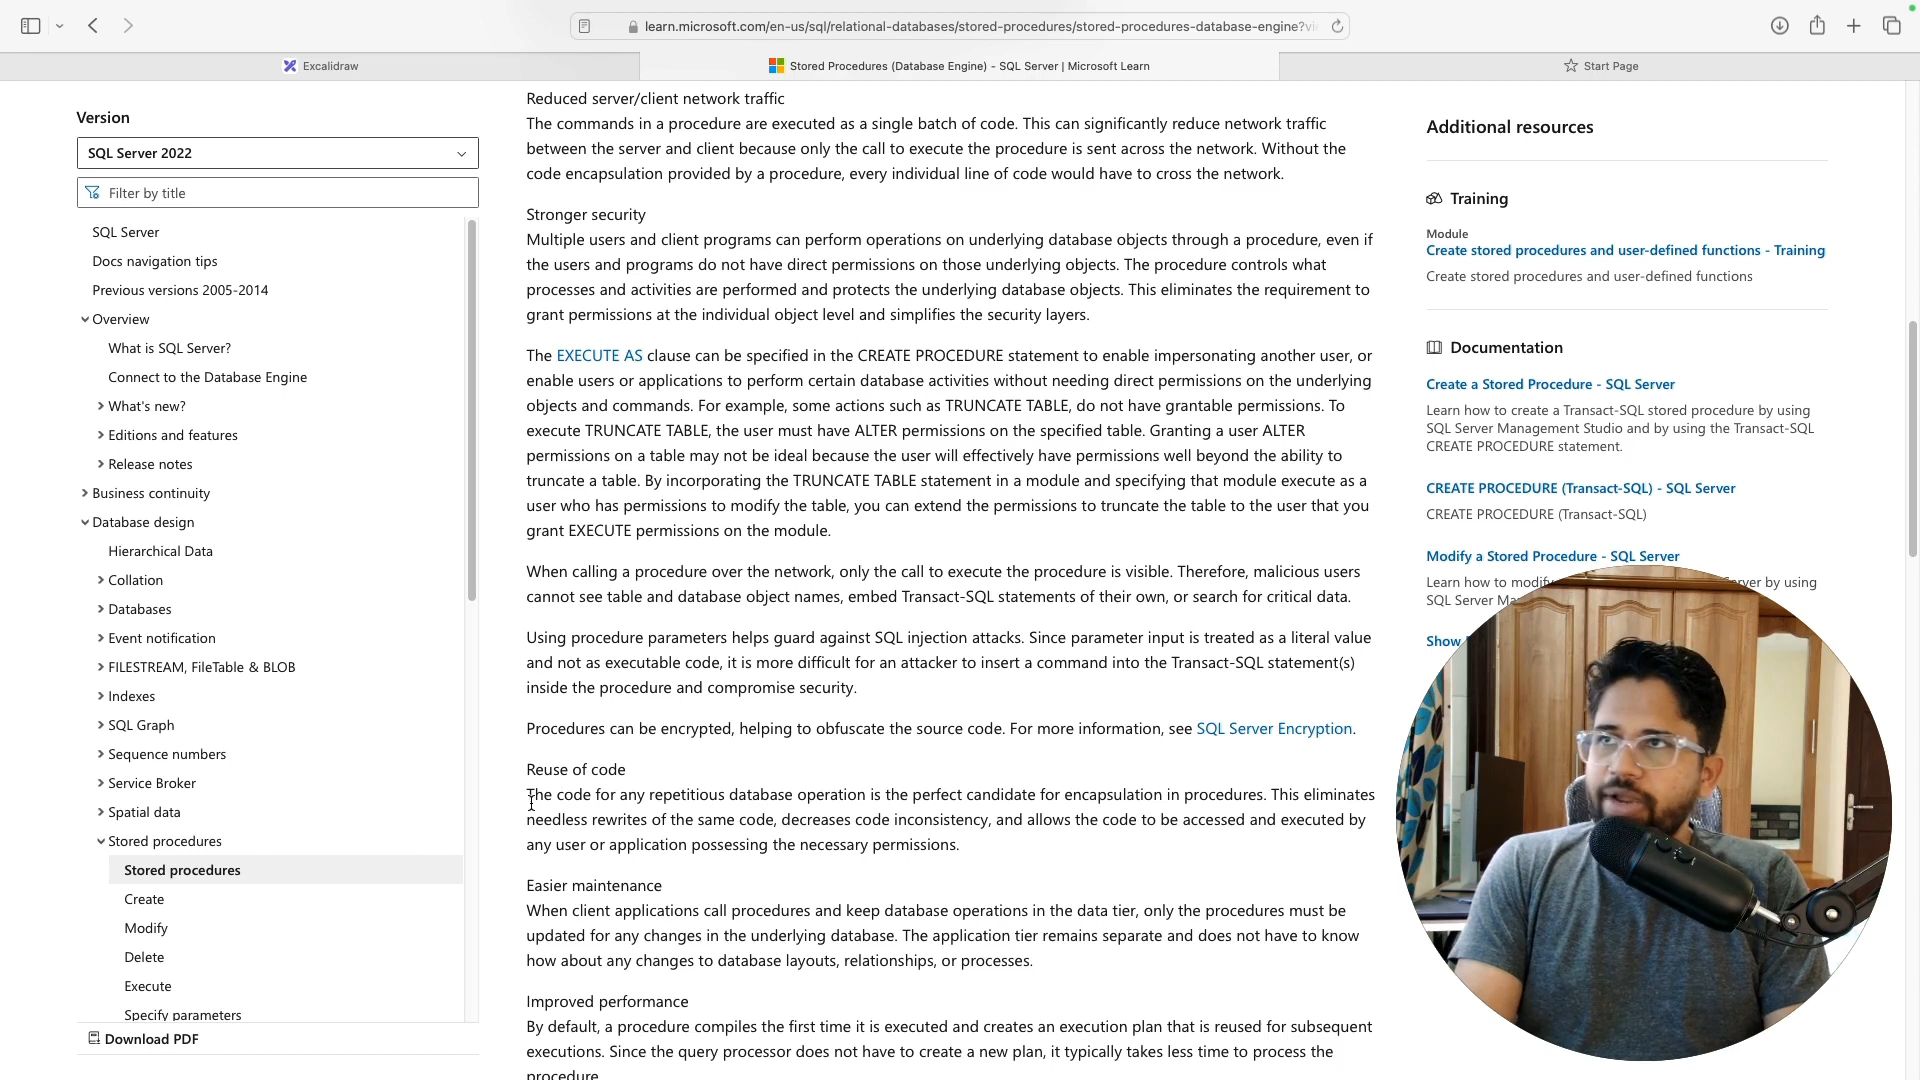 learn.microsoft.com/en-us/sql/relational-databases/stored-procedures/stored-procedures-database-engine?vi
Excalidraw
Stored Procedures (Database Engine) - SQL Server | Microsoft Learn
Start Page
Version
SQL Server 2022
Filter by title
SQL Server
Docs navigation tips
Previous versions 2005-2014
Overview
What is SQL Server?
Connect to the Database Engine
What's new?
Editions and features
Release notes
Business continuity
Database design
Hierarchical Data
Collation
Databases
Event notification
FILESTREAM, FileTable & BLOB
Indexes
SQL Graph
Sequence numbers
Service Broker
Spatial data
Stored procedures
Stored procedures
Create
Modify
Delete
Execute
Specify parameters
Download PDF
Reduced server/client network traffic
The commands in a procedure are executed as a single batch of code. This can significantly reduce network traffic
between the server and client because only the call to execute the procedure is sent across the network. Without the
code encapsulation provided by a procedure, every individual line of code would have to cross the network.
Stronger security
Multiple users and client programs can perform operations on underlying database objects through a procedure, even if
the users and programs do not have direct permissions on those underlying objects. The procedure controls what
processes and activities are performed and protects the underlying database objects. This eliminates the requirement to
grant permissions at the individual object level and simplifies the security layers.
The EXECUTE AS clause can be specified in the CREATE PROCEDURE statement to enable impersonating another user, or
enable users or applications to perform certain database activities without needing direct permissions on the underlying
objects and commands. For example, some actions such as TRUNCATE TABLE, do not have grantable permissions. To
execute TRUNCATE TABLE, the user must have ALTER permissions on the specified table. Granting a user ALTER
permissions on a table may not be ideal because the user will effectively have permissions well beyond the ability to
truncate a table. By incorporating the TRUNCATE TABLE statement in a module and specifying that module execute as a
user who has permissions to modify the table, you can extend the permissions to truncate the table to the user that you
grant EXECUTE permissions on the module.
When calling a procedure over the network, only the call to execute the procedure is visible. Therefore, malicious users
cannot see table and database object names, embed Transact-SQL statements of their own, or search for critical data.
Using procedure parameters helps guard against SQL injection attacks. Since parameter input is treated as a literal value
and not as executable code, it is more difficult for an attacker to insert a command into the Transact-SQL statement(s)
inside the procedure and compromise security.
Procedures can be encrypted, helping to obfuscate the source code. For more information, see SQL Server Encryption.
Reuse of code
The code for any repetitious database operation is the perfect candidate for encapsulation in procedures. This eliminates
needless rewrites of the same code, decreases code inconsistency, and allows the code to be accessed and executed by
any user or application possessing the necessary permissions.
Easier maintenance
When client applications call procedures and keep database operations in the data tier, only the procedures must be
updated for any changes in the underlying database. The application tier remains separate and does not have to know
how about any changes to database layouts, relationships, or processes.
Improved performance
By default, a procedure compiles the first time it is executed and creates an execution plan that is reused for subsequent
executions. Since the query processor does not have to create a new plan, it typically takes less time to process the
procedure
Additional resources
Training
Module
Create stored procedures and user-defined functions - Training
Create stored procedures and user-defined functions
Documentation
Create a Stored Procedure - SQL Server
Learn how to create a Transact-SQL stored procedure by using
SQL Server Management Studio and by using the Transact-SQL
CREATE PROCEDURE statement.
CREATE PROCEDURE (Transact-SQL) - SQL Server
CREATE PROCEDURE (Transact-SQL)
Modify a Stored Procedure - SQL Server
Learn how to modify by using
SQL Server
Show